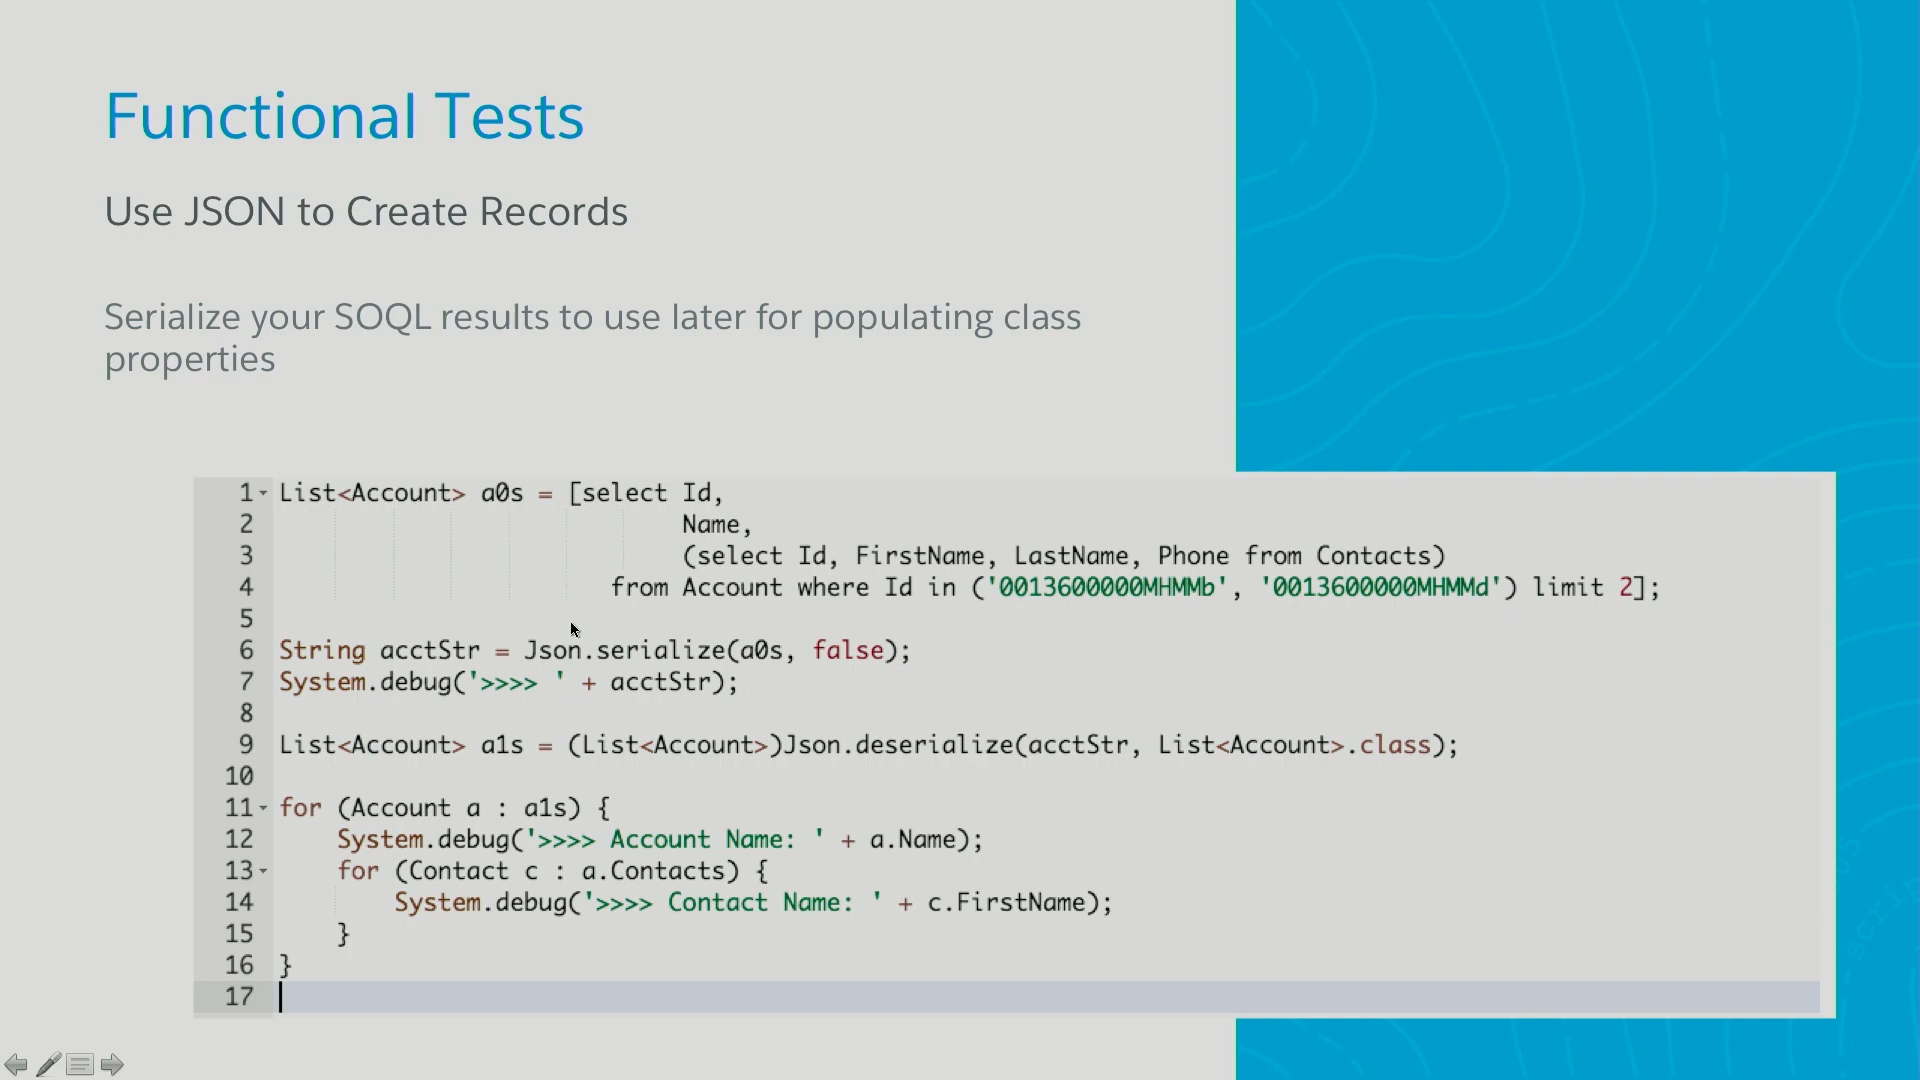 Functional Tests
Use JSON to Create Records
Serialize your SOQL results to use later for populating class
properties
1 List<Account> a0s = [select Id,
2 Name,
3 (select Id, FirstName, LastName, Phone from Contacts)
4 from Account where Id in ('0013600000MHMMb', '0013600000MHMMd') limit 2];
5
6 String acctStr = Json.serialize(a0s, false);
7 System.debug('>>>> ' + acctStr);
8
9 List<Account> a1s = (List<Account>)Json.deserialize(acctStr, List<Account>.class);
10
11 for (Account a : a1s) {
12     System.debug('>>>> Account Name: ' + a.Name);
13     for (Contact c : a.Contacts) {
14         System.debug('>>>> Contact Name: ' + c.FirstName);
15     }
16 }
17